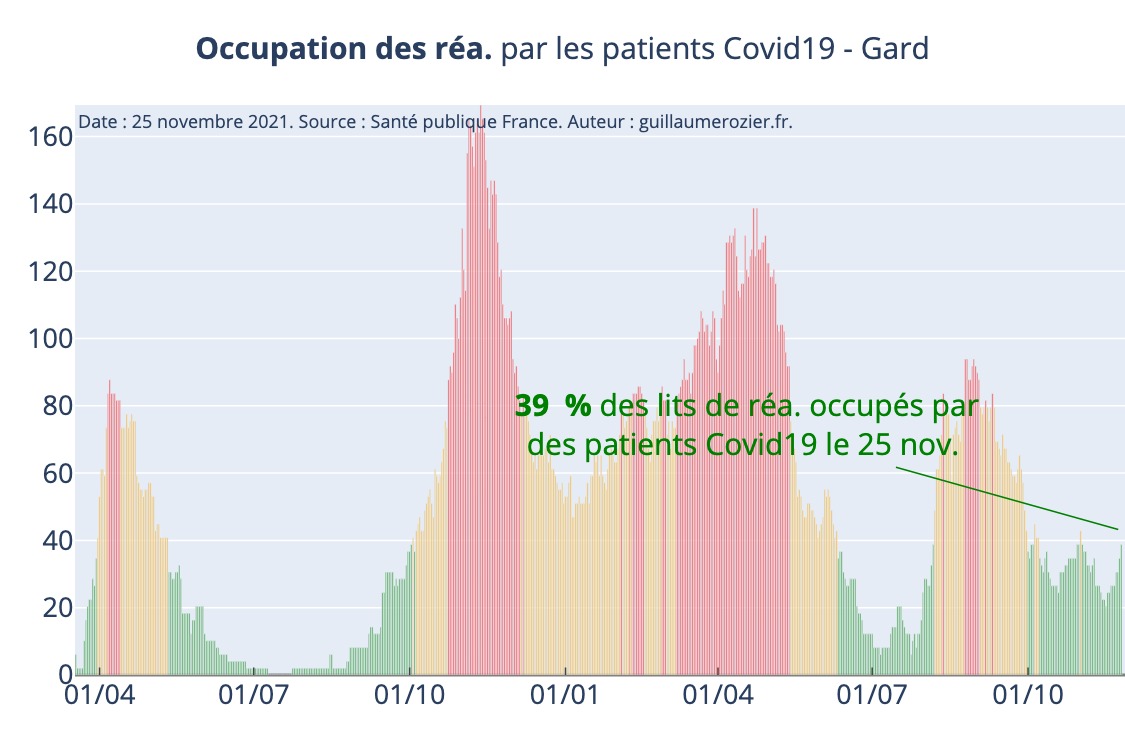 Occupation des réa. par les patients Covid19 - Gard
Date : 25 novembre 2021. Source : Santé publique France. Auteur : guillaumerozier.fr.
160
140
120
100
80
60
40
20
0
39 % des lits de réa. occupés par
des patients Covid19 le 25 nov.
01/04 01/07 01/10 01/01 01/04 01/07 01/10